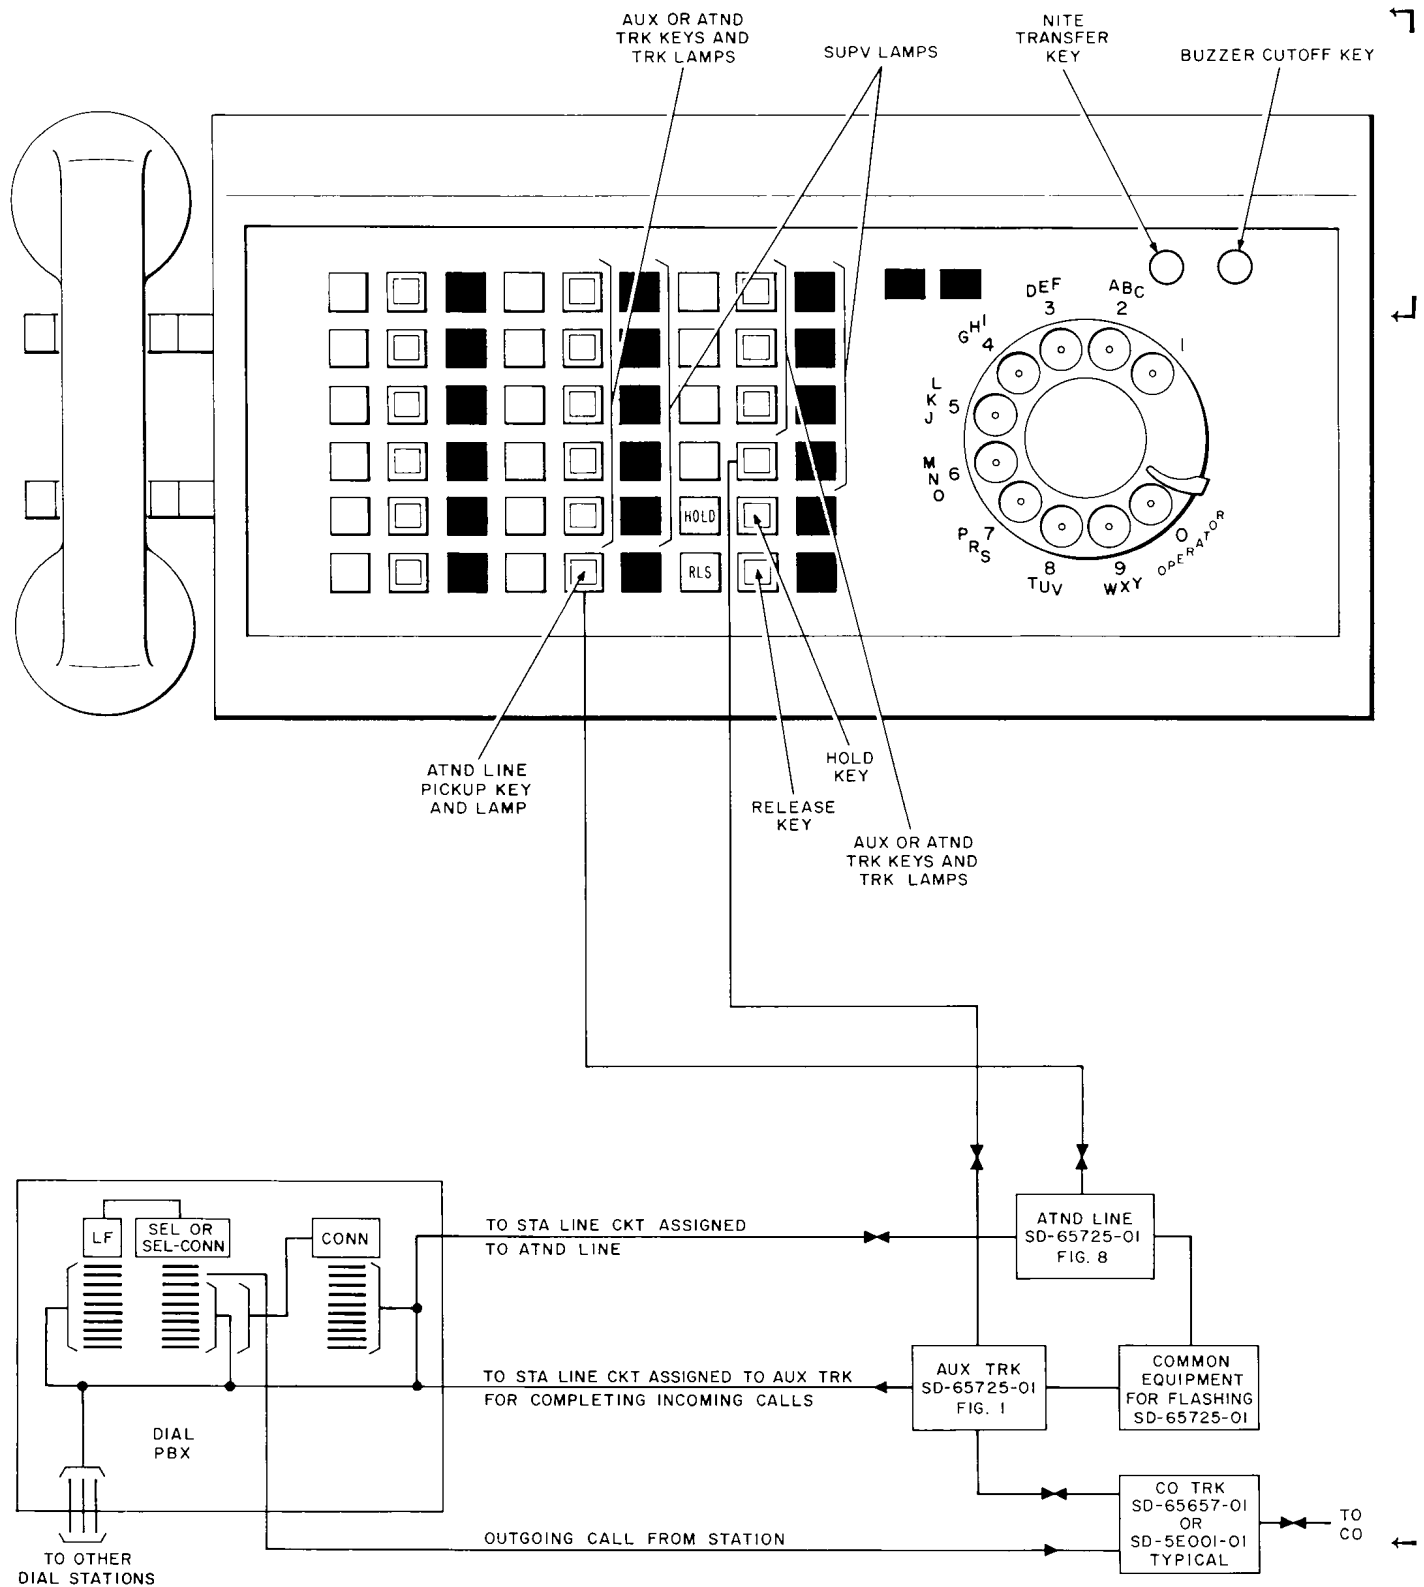 AUX OR ATND
TRK KEYS AND
TRK LAMPS
SUPV LAMPS
NITE
TRANSFER
KEY
BUZZER CUTOFF KEY
ABC
2
DEF
3
1
GHI
4
L
K
J
5
M
N
O
6
PRS
7
TUV
8
WXY
9
0
OPERATOR
HOLD
RLS
ATND LINE
PICKUP KEY
AND LAMP
HOLD
KEY
RELEASE
KEY
AUX OR ATND
TRK KEYS AND
TRK LAMPS
LF
SEL OR
SEL-CONN
CONN
TO STA LINE CKT ASSIGNED
TO ATND LINE
ATND LINE
SD-65725-01
FIG. 8
TO STA LINE CKT ASSIGNED TO AUX TRK
FOR COMPLETING INCOMING CALLS
AUX TRK
SD-65725-01
FIG. 1
COMMON
EQUIPMENT
FOR FLASHING
SD-65725-01
DIAL
PBX
CO TRK
SD-65657-01
OR
SD-5E001-01
TYPICAL
TO
CO
OUTGOING CALL FROM STATION
TO OTHER
DIAL STATIONS